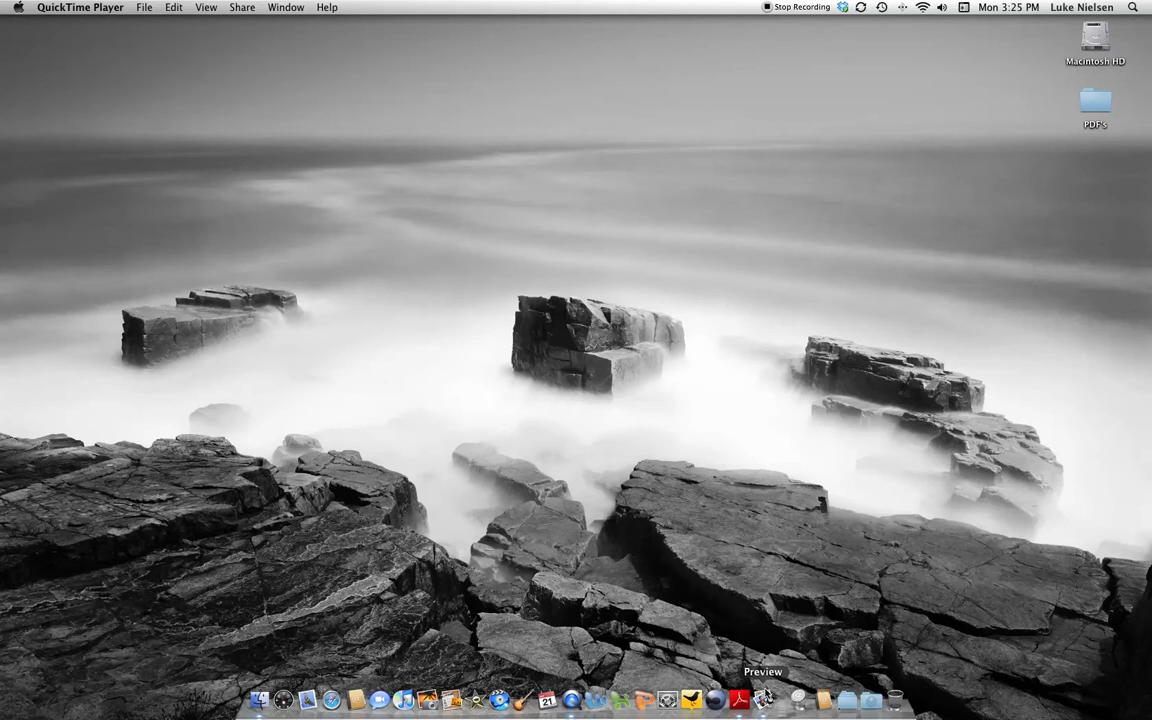 QuickTime Player File Edit View Share Window Help Stop Recording Mon 3:25 PM Luke Nielsen
Macintosh HD
PDF's
Preview
21